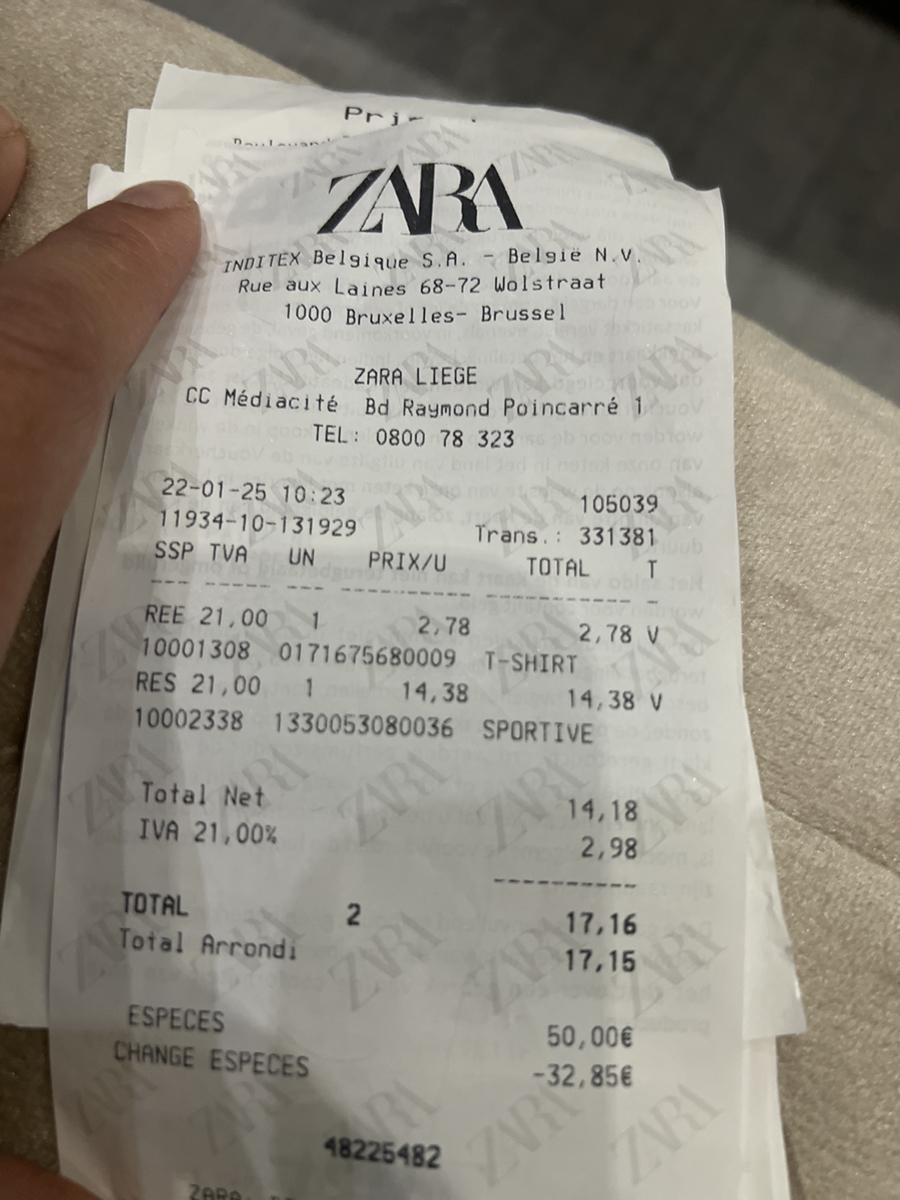 ZARA
INDITEX Belgique S.A. - België N.V.
Rue aux Laines 68-72 Wolstraat
1000 Bruxelles- Brussel
ZARA LIEGE
CC Médiacité Bd Raymond Poincarré 1
TEL: 0800 78 323
22-01-25 10:23 105039
11934-10-131929 Trans.: 331381
SSP TVA UN PRIX/U TOTAL T
REE 21,00 1 2,78 2,78 V
10001308 0171675680009 T-SHIRT
RES 21,00 1 14,38 14,38 V
10002338 1330053080036 SPORTIVE
Total Net 14,18
IVA 21,00% 2,98
TOTAL 2 17,16
Total Arrondi 17,15
ESPECES 50,00€
CHANGE ESPECES -32,85€
48225482